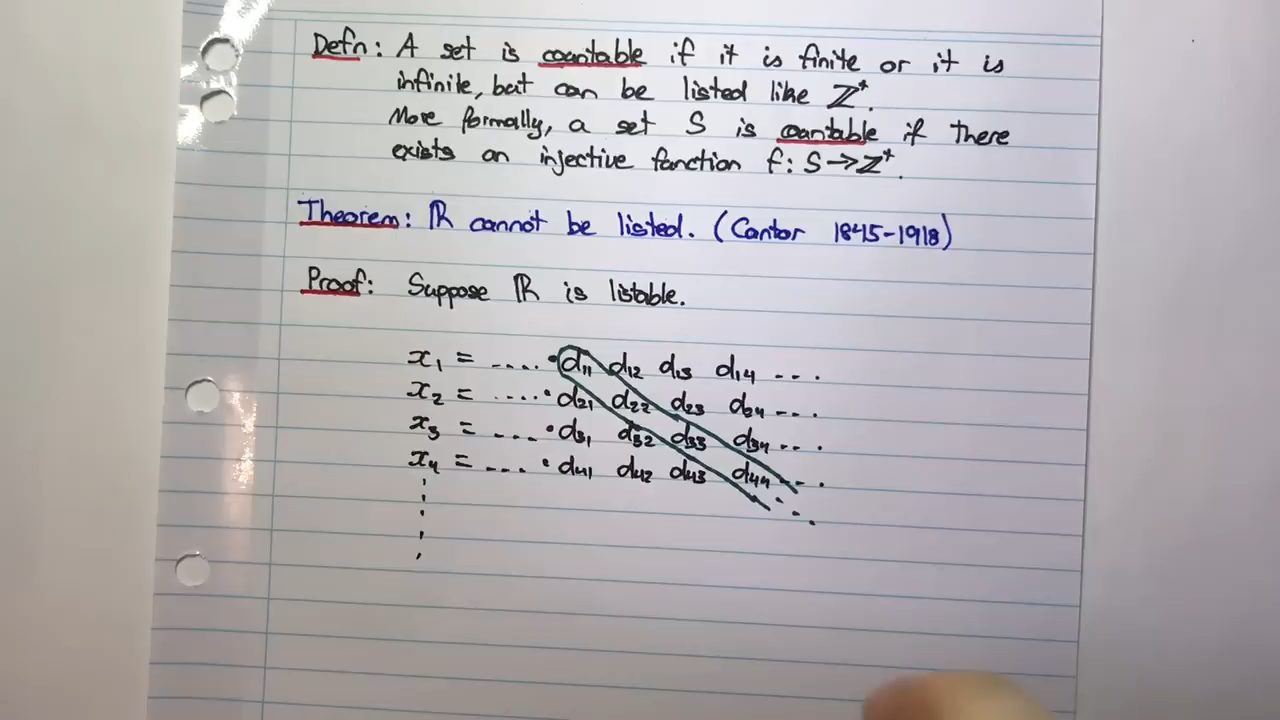 Defn: A set is countable if it is finite or it is
infinite, but can be listed like ℤ⁺.
More formally, a set S is countable if there
exists an injective function f: S→ℤ⁺.
Theorem: ℝ cannot be listed. (Cantor 1845-1918)
Proof: Suppose ℝ is listable.
x₁ = ....·d₁₁ d₁₂ d₁₃ d₁₄ ...
x₂ = ....·d₂₁ d₂₂ d₂₃ d₂₄ ...
x₃ = ....·d₃₁ d₃₂ d₃₃ d₃₄ ...
x₄ = ....·d₄₁ d₄₂ d₄₃ d₄₄ ...